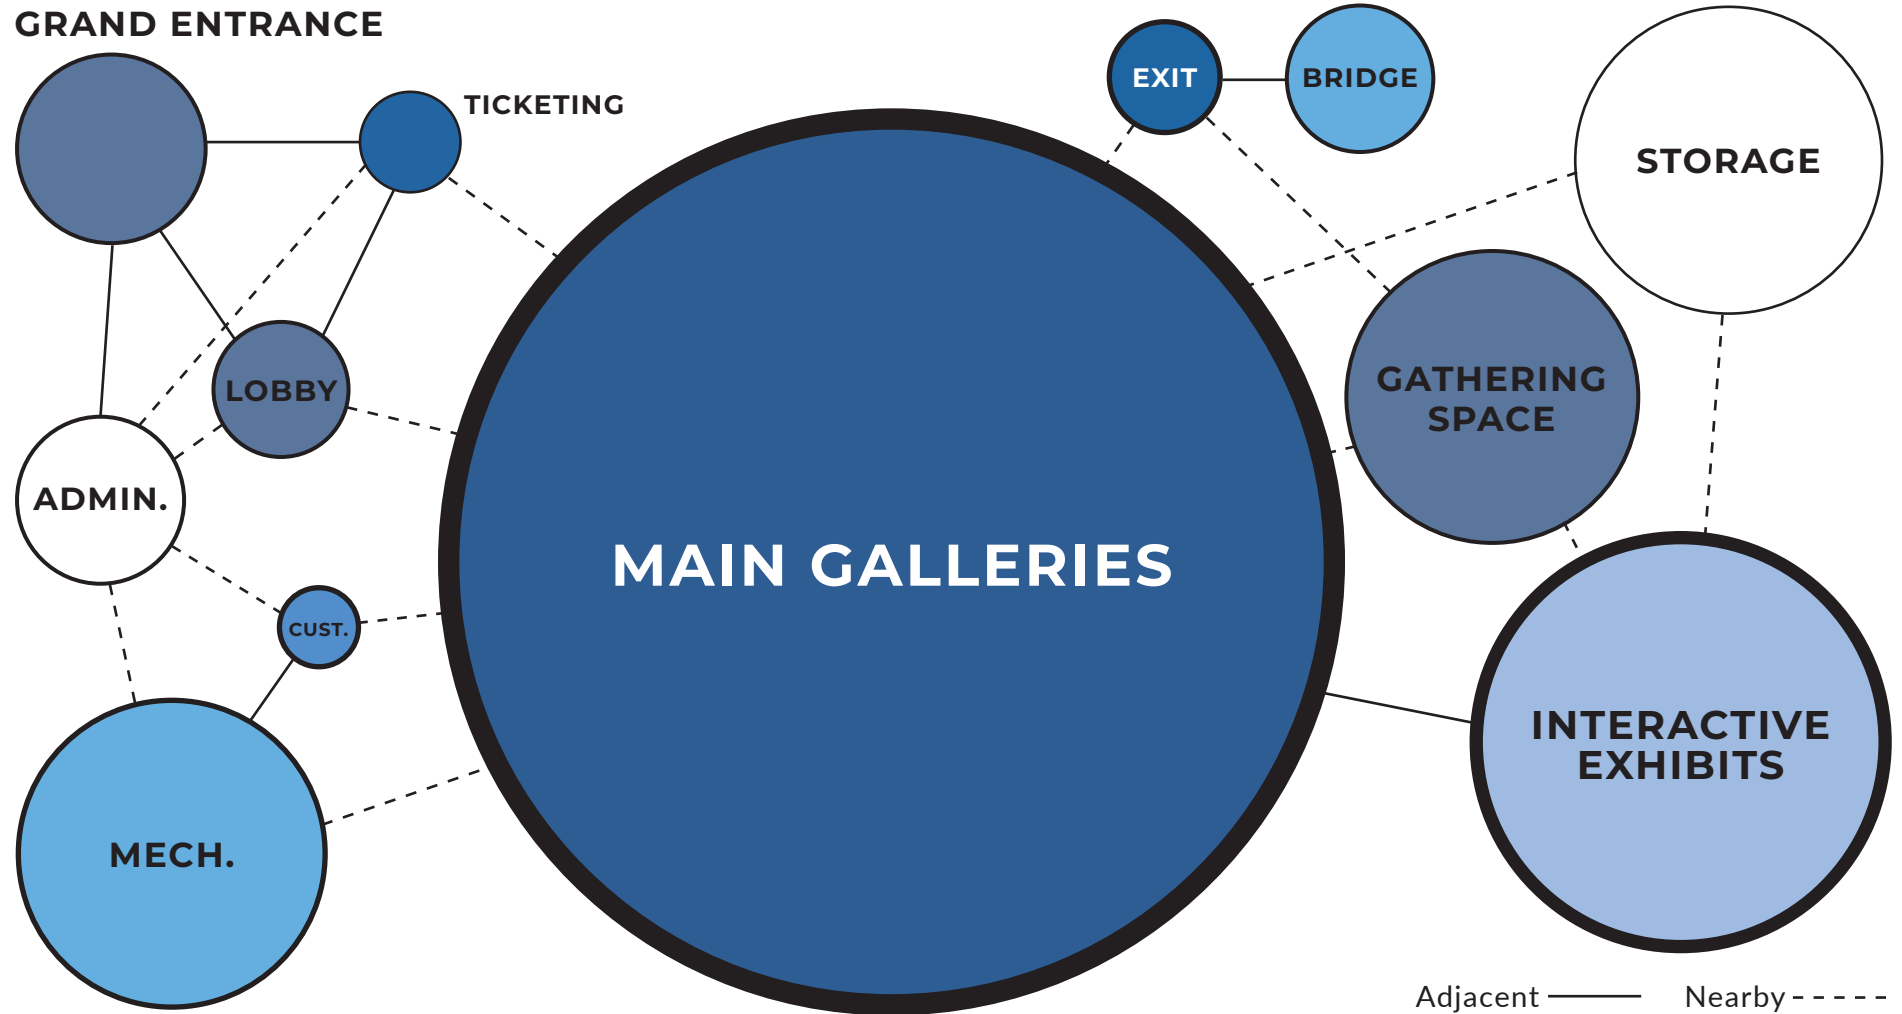 GRAND ENTRANCE
TICKETING
EXIT
BRIDGE
STORAGE
LOBBY
GATHERING
SPACE
ADMIN.
MAIN GALLERIES
CUST.
INTERACTIVE
EXHIBITS
MECH.
Adjacent
Nearby